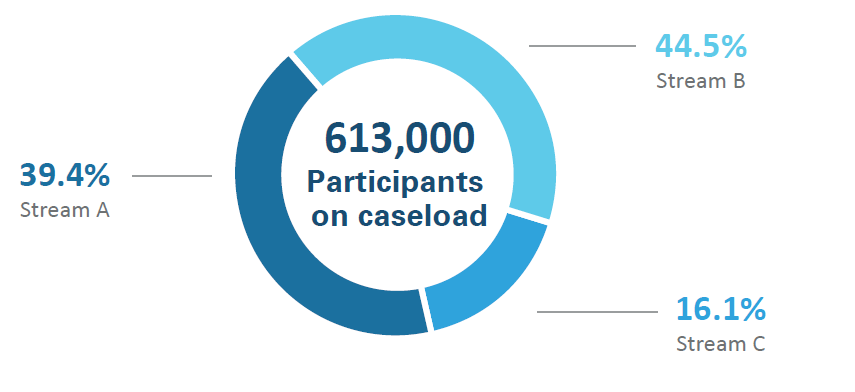 44.5%
Stream B
613,000
Participants
on caseload
39.4%
Stream A
16.1%
Stream C